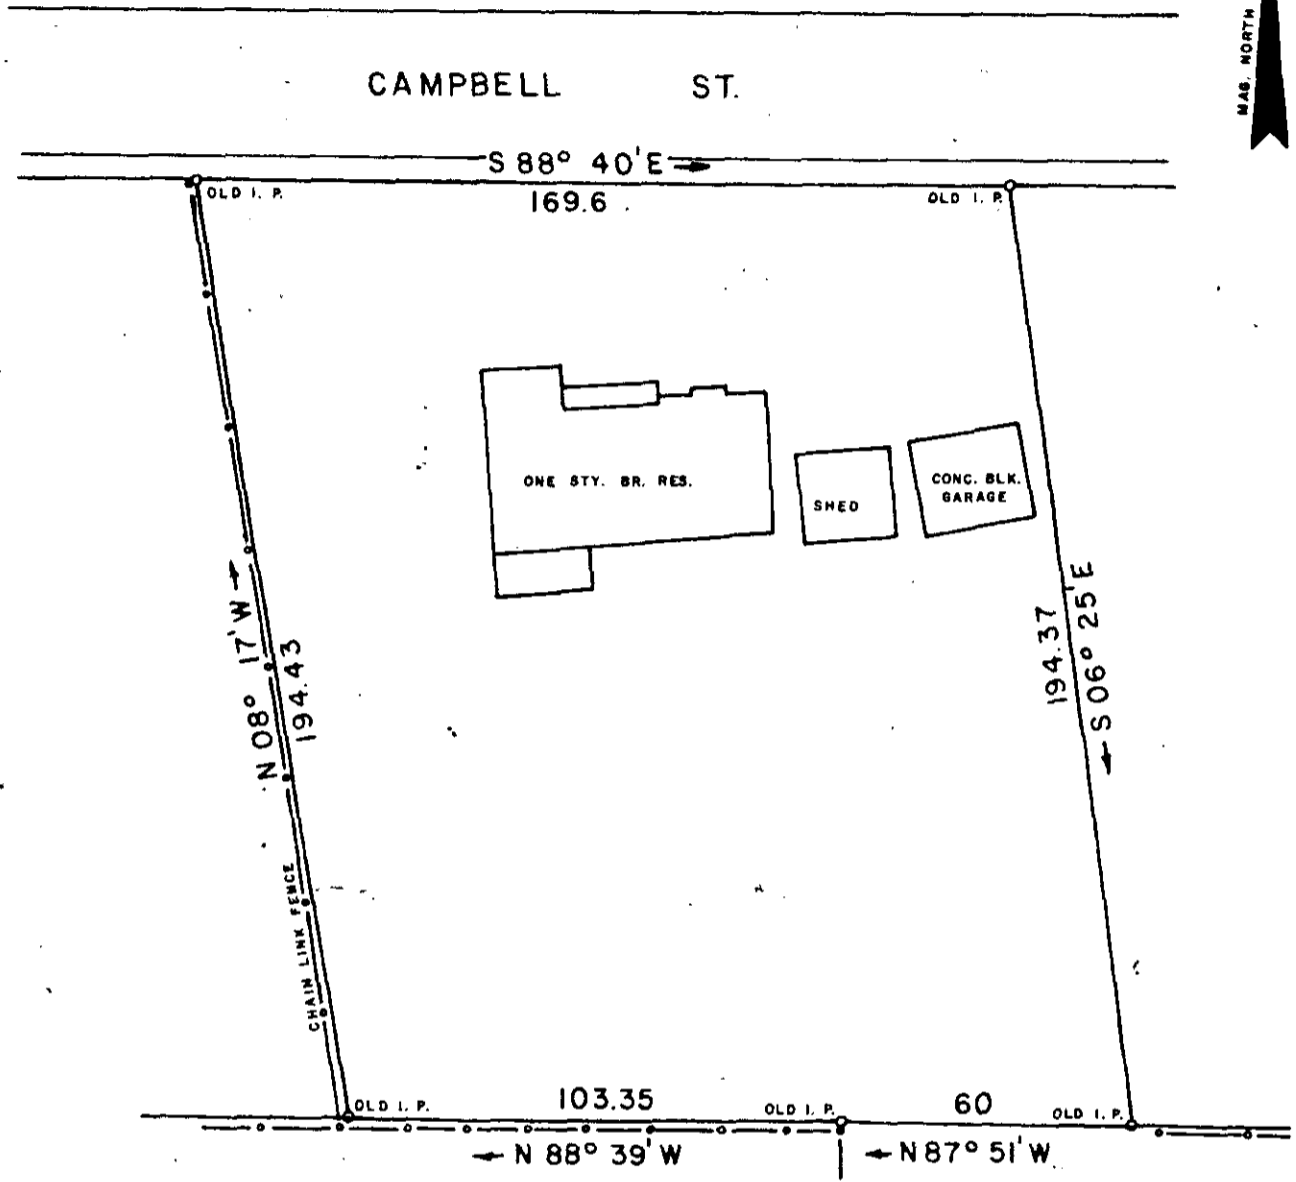 MAG. NORTH
CAMPBELL ST.
S 88° 40' E
169.6
OLD I. P.
OLD I. P.
ONE STY. BR. RES.
SHED
CONC. BLK.
GARAGE
N 08° 17' W
194.43
194.37
S 06° 25' E
CHAIN LINK FENCE
OLD I. P.
103.35
OLD I. P.
60
OLD I. P.
N 88° 39' W
N 87° 51' W